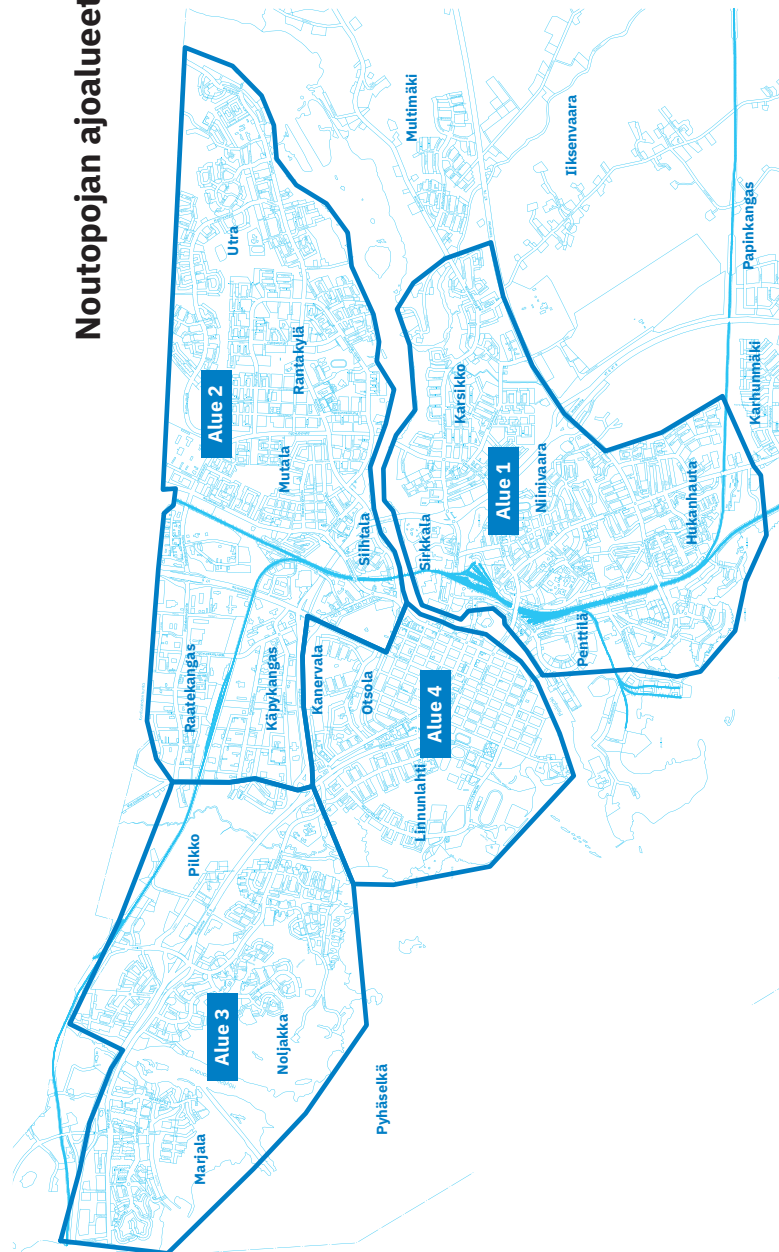 Noutopojan ajoalueet
Marjala
Alue 3
Noljakka
Pyhäselkä
Pilkko
Raatekangas
Käpykangas
Kanervala
Otsola
Alue 4
Linnunlahti
Alue 2
Utra
Rantakylä
Mutala
Siihtala
Sirkkala
Karsikko
Alue 1
Niinivaara
Penttilä
Hukanhauta
Multimäki
Iiksenvaara
Papinkangas
Karhunmäki